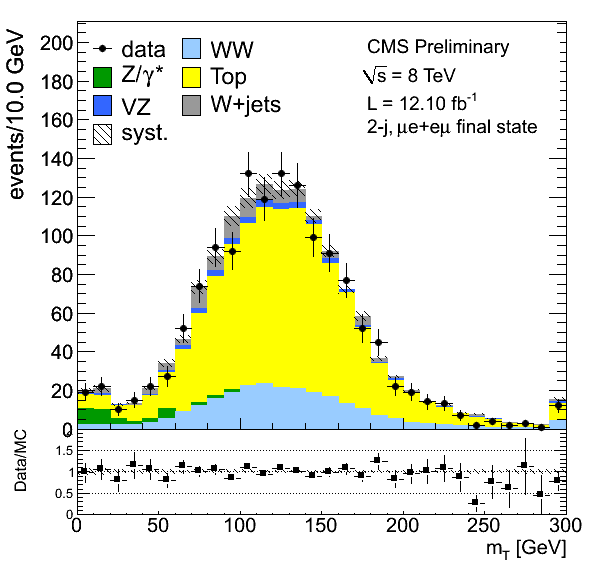 events/10.0 GeV
200
180
160
140
120
100
80
60
40
20
0
data
Z/γ*
VZ
syst.
WW
Top
W+jets
CMS Preliminary
√s = 8 TeV
L = 12.10 fb⁻¹
2-j, μe+eμ final state
Data/MC
1.5
1
0.5
0
0 50 100 150 200 250 300
m_T [GeV]